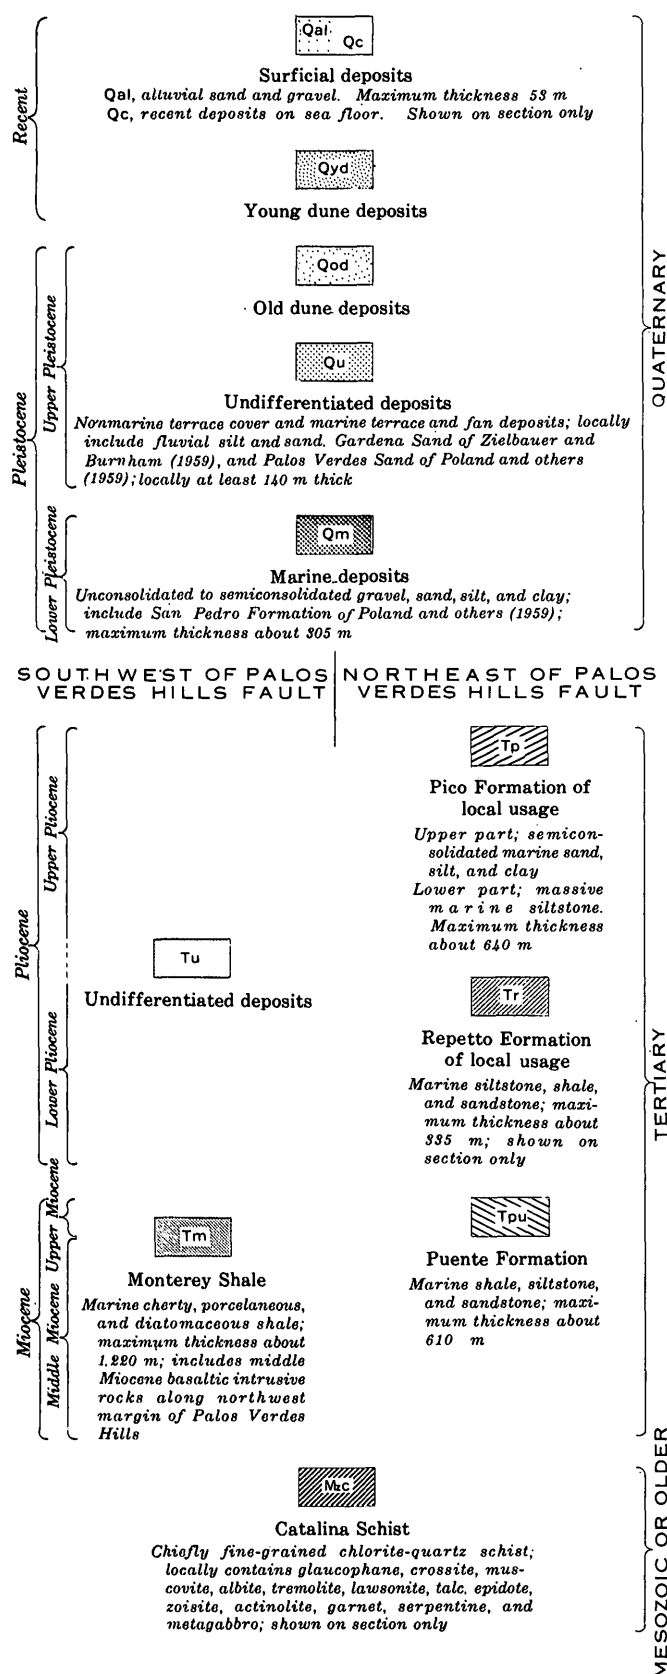 Qal
Qc
Surficial deposits
Qal, alluvial sand and gravel. Maximum thickness 53 m
Qc, recent deposits on sea floor. Shown on section only
Recent
Qyd
Young dune deposits
Qod
Old dune deposits
Qu
Undifferentiated deposits
Nonmarine terrace cover and marine terrace and fan deposits; locally
include fluvial silt and sand. Gardena Sand of Zielbauer and
Burnham (1959), and Palos Verdes Sand of Poland and others
(1959); locally at least 140 m thick
Upper Pleistocene
Pleistocene
QUATERNARY
Qm
Marine deposits
Unconsolidated to semiconsolidated gravel, sand, silt, and clay;
include San Pedro Formation of Poland and others (1959);
maximum thickness about 305 m
Lower Pleistocene
SOUTHWEST OF PALOS
VERDES HILLS FAULT
NORTHEAST OF PALOS
VERDES HILLS FAULT
Tp
Pico Formation of
local usage
Upper part; semicon-
solidated marine sand,
silt, and clay
Lower part; massive
marine siltstone.
Maximum thickness
about 640 m
Upper Pliocene
Pliocene
Tu
Undifferentiated deposits
Tr
Repetto Eormation
of local usage
Marine siltstone, shale,
and sandstone; maxi-
mum thickness about
335 m; shown on
section only
Lower Pliocene
TERTIARY
Tm
Monterey Shale
Marine cherty, porcelaneous,
and diatomaceous shale;
maximum thickness about
1,220 m; includes middle
Miocene basaltic intrusive
rocks along northwest
margin of Palos Verdes
Hills
Tpu
Puente Formation
Marine shale, siltstone,
and sandstone; maxi-
mum thickness about
610 m
Upper Miocene
Middle Miocene
Miocene
Mzc
Catalina Schist
Chiefly fine-grained chlorite-quartz schist;
locally contains glaucophane, crossite, mus-
covite, albite, tremolite, lawsonite, talc, epidote,
zoisite, actinolite, garnet, serpentine, and
metagabbro; shown on section only
MESOZOIC OR OLDER